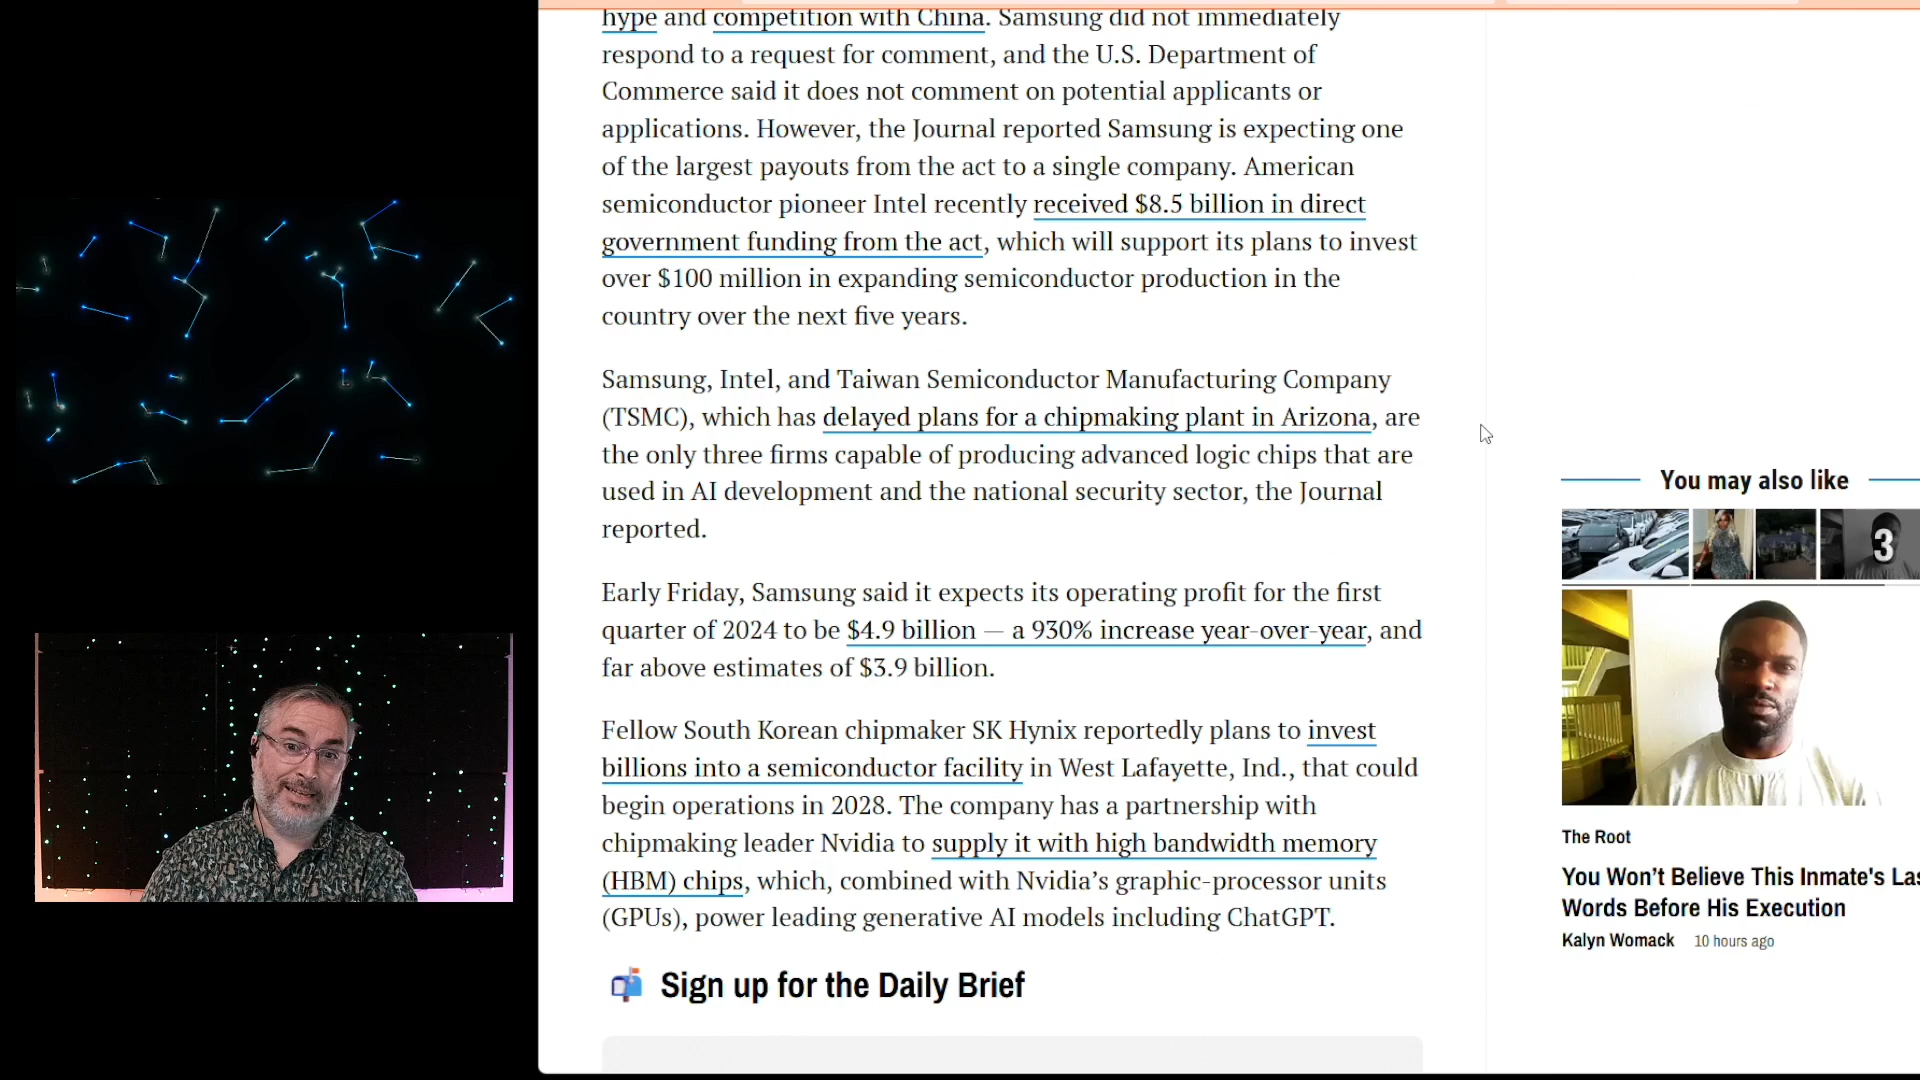 hype and competition with China. Samsung did not immediately
respond to a request for comment, and the U.S. Department of
Commerce said it does not comment on potential applicants or
applications. However, the Journal reported Samsung is expecting one
of the largest payouts from the act to a single company. American
semiconductor pioneer Intel recently received $8.5 billion in direct
government funding from the act, which will support its plans to invest
over $100 million in expanding semiconductor production in the
country over the next five years.
Samsung, Intel, and Taiwan Semiconductor Manufacturing Company
(TSMC), which has delayed plans for a chipmaking plant in Arizona, are
the only three firms capable of producing advanced logic chips that are
used in AI development and the national security sector, the Journal
reported.
Early Friday, Samsung said it expects its operating profit for the first
quarter of 2024 to be $4.9 billion — a 930% increase year-over-year, and
far above estimates of $3.9 billion.
Fellow South Korean chipmaker SK Hynix reportedly plans to invest
billions into a semiconductor facility in West Lafayette, Ind., that could
begin operations in 2028. The company has a partnership with
chipmaking leader Nvidia to supply it with high bandwidth memory
(HBM) chips, which, combined with Nvidia’s graphic-processor units
(GPUs), power leading generative AI models including ChatGPT.
Sign up for the Daily Brief
You may also like
3
The Root
You Won’t Believe This Inmate's Las
Words Before His Execution
Kalyn Womack 10 hours ago